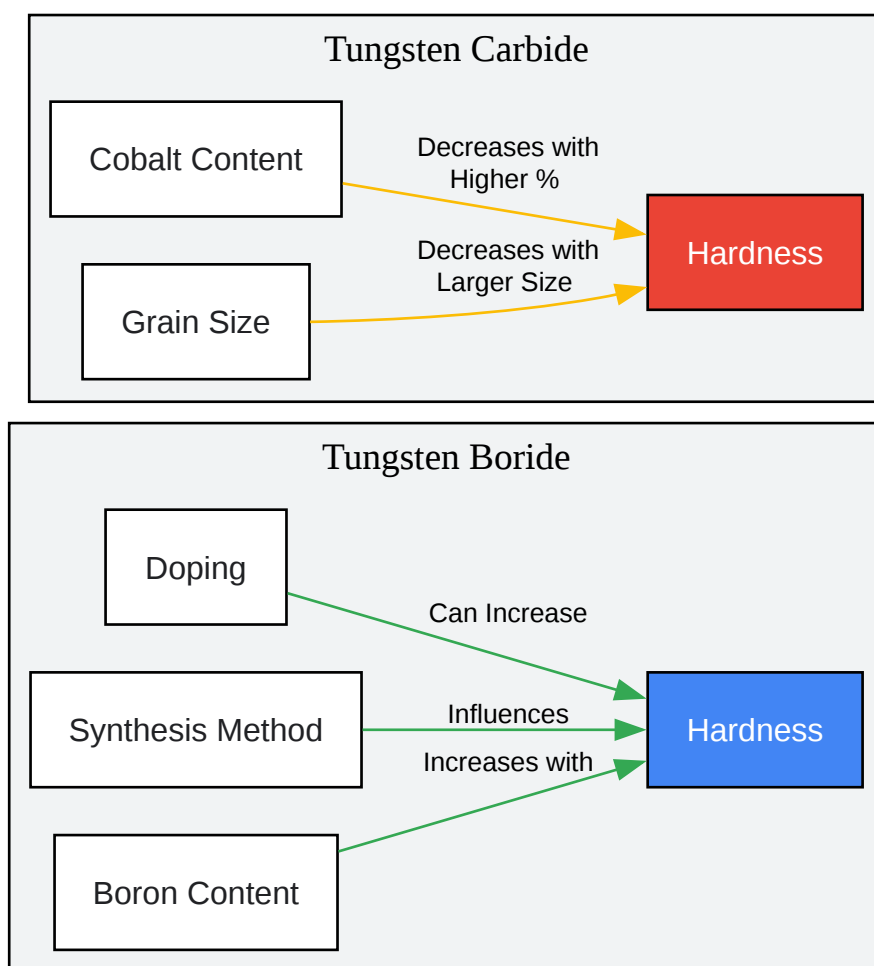 Tungsten Carbide
Cobalt Content
Decreases with
Higher %
Hardness
Decreases with
Larger Size
Grain Size
Tungsten Boride
Doping
Can Increase
Synthesis Method
Influences
Hardness
Increases with
Boron Content